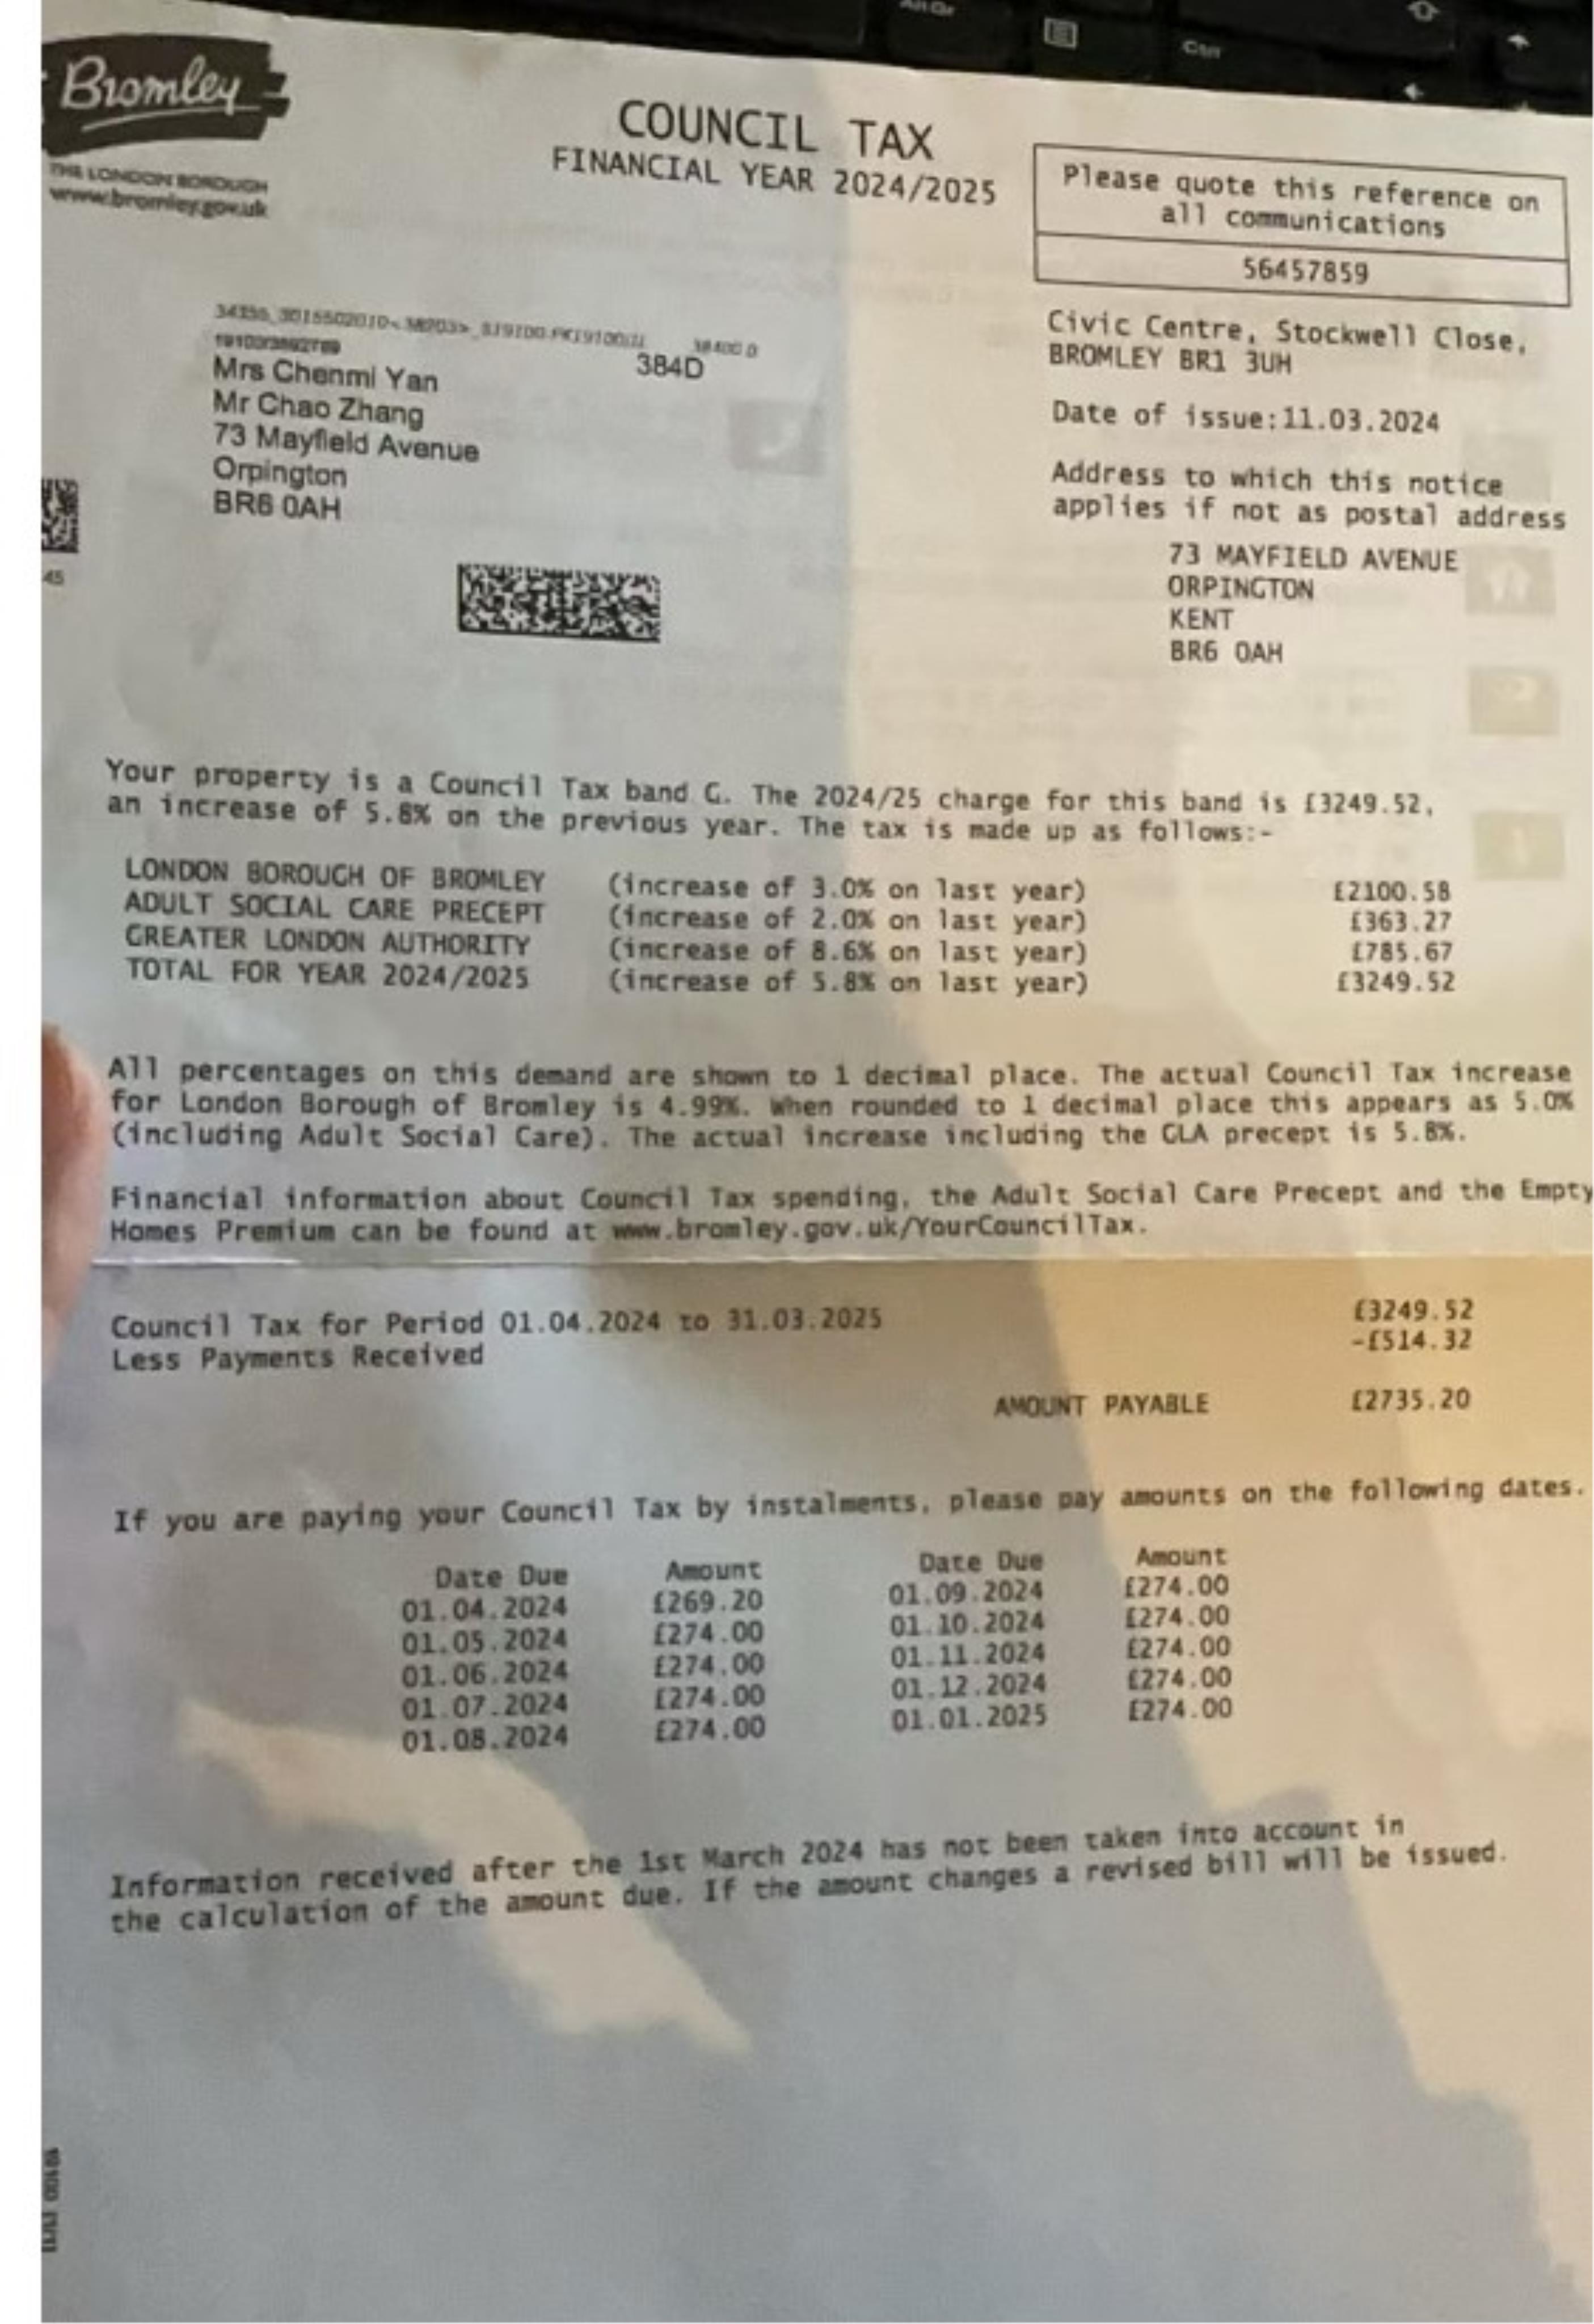 Bromley
THE LONDON BOROUGH
www.bromley.gov.uk
COUNCIL TAX
FINANCIAL YEAR 2024/2025
Please quote this reference on
all communications
56457859
384D
Mrs Chenmi Yan
Mr Chao Zhang
73 Mayfield Avenue
Orpington
BR6 0AH
45
Civic Centre, Stockwell Close,
BROMLEY BR1 3UH
Date of issue:11.03.2024
Address to which this notice
applies if not as postal address
73 MAYFIELD AVENUE
ORPINGTON
KENT
BR6 0AH
Your property is a Council Tax band G. The 2024/25 charge for this band is £3249.52,
an increase of 5.8% on the previous year. The tax is made up as follows:-
LONDON BOROUGH OF BROMLEY (increase of 3.0% on last year) £2100.58
ADULT SOCIAL CARE PRECEPT (increase of 2.0% on last year) £363.27
GREATER LONDON AUTHORITY (increase of 8.6% on last year) £785.67
TOTAL FOR YEAR 2024/2025 (increase of 5.8% on last year) £3249.52
All percentages on this demand are shown to 1 decimal place. The actual Council Tax increase
for London Borough of Bromley is 4.99%. When rounded to 1 decimal place this appears as 5.0%
(including Adult Social Care). The actual increase including the GLA precept is 5.8%.
Financial information about Council Tax spending, the Adult Social Care Precept and the Empty
Homes Premium can be found at www.bromley.gov.uk/YourCouncilTax.
Council Tax for Period 01.04.2024 to 31.03.2025 £3249.52
Less Payments Received -£514.32
AMOUNT PAYABLE £2735.20
If you are paying your Council Tax by instalments, please pay amounts on the following dates.
Date Due Amount Date Due Amount
01.04.2024 £269.20 01.09.2024 £274.00
01.05.2024 £274.00 01.10.2024 £274.00
01.06.2024 £274.00 01.11.2024 £274.00
01.07.2024 £274.00 01.12.2024 £274.00
01.08.2024 £274.00 01.01.2025 £274.00
Information received after the 1st March 2024 has not been taken into account in
the calculation of the amount due. If the amount changes a revised bill will be issued.